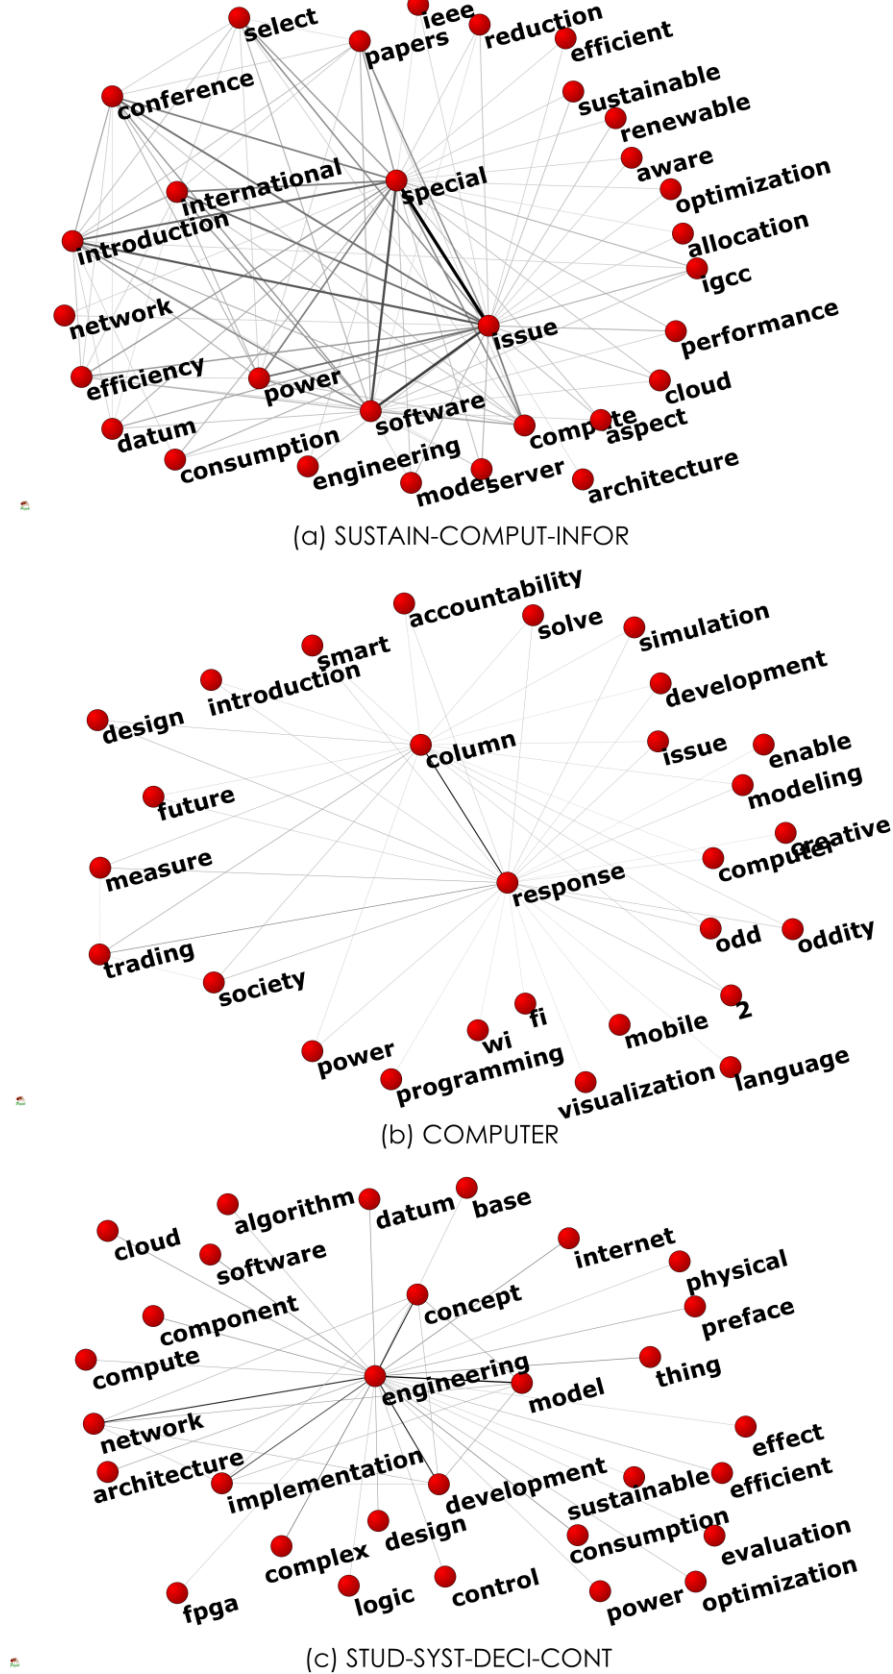 select
ieee
papers
reduction
efficient
conference
sustainable
renewable
international
special
aware
optimization
introduction
allocation
igcc
network
issue
performance
efficiency
power
cloud
software
datum
compute
aspect
consumption
engineering
model
server
architecture
(a) SUSTAIN-COMPUT-INFOR
accountability
solve
simulation
smart
introduction
development
design
column
issue
enable
modeling
future
creative
computer
measure
response
odd
oddity
trading
society
2
fi
mobile
wi
power
programming
language
visualization
(b) COMPUTER
algorithm
datum
base
cloud
software
internet
physical
concept
component
preface
compute
engineering
thing
model
network
effect
architecture
implementation
development
sustainable
efficient
design
consumption
complex
evaluation
control
logic
power
optimization
fpga
(c) STUD-SYST-DECI-CONT